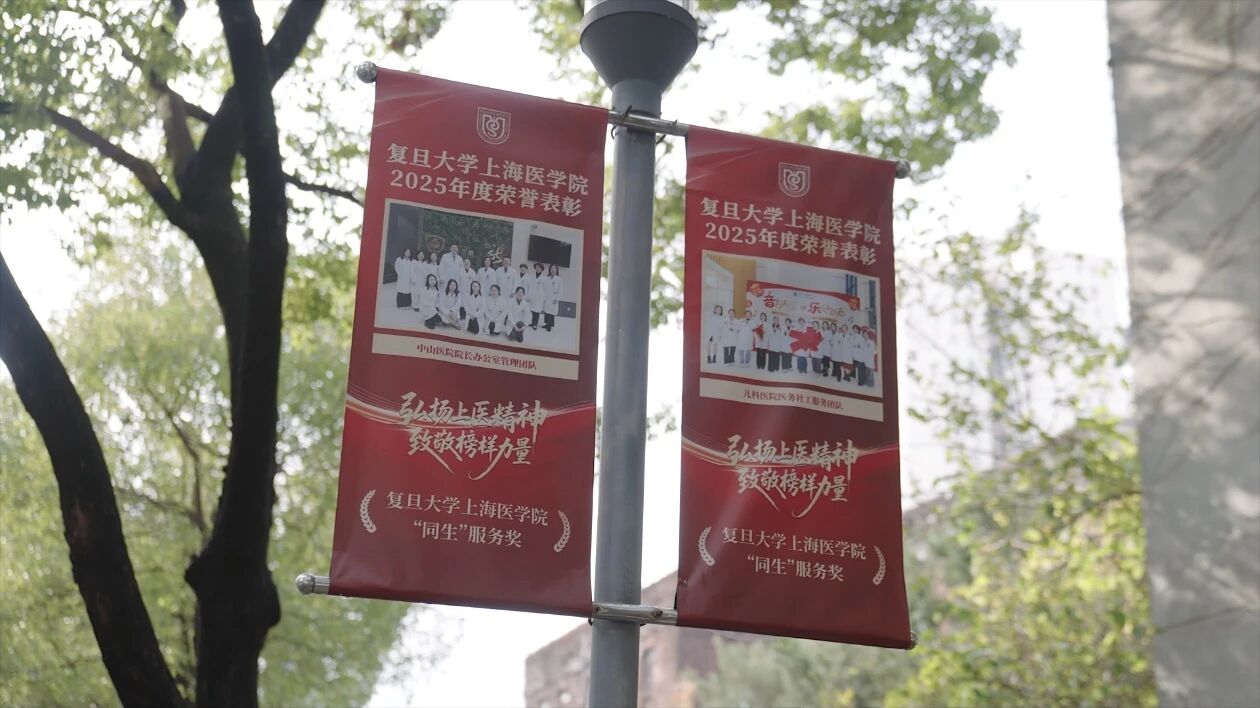 复旦大学上海医学院
2025年度荣誉表彰
中山医院院长办公室管理团队
弘扬上医精神
致敬榜样力量
复旦大学上海医学院
“同生”服务奖
复旦大学上海医学院
2025年度荣誉表彰
儿科医院医务社工服务团队
弘扬上医精神
致敬榜样力量
复旦大学上海医学院
“同生”服务奖